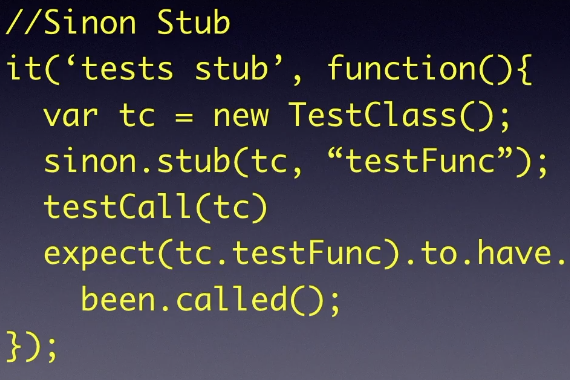 //Sinon Stub
it(‘tests stub’, function(){
  var tc = new TestClass();
  sinon.stub(tc, “testFunc”);
  testCall(tc)
  expect(tc.testFunc).to.have.
    been.called();
});